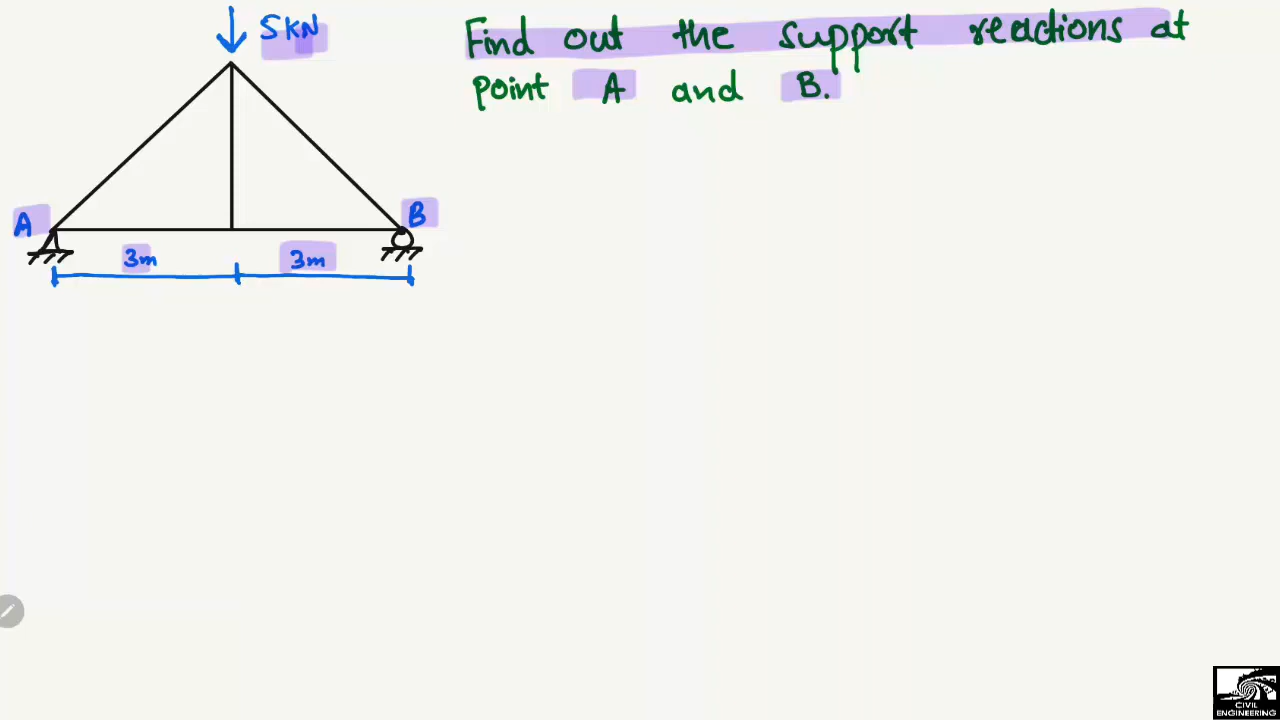 5KN
Find out the support reactions at
point A and B.
A
B
3m
3m
CIVIL
ENGINEERING